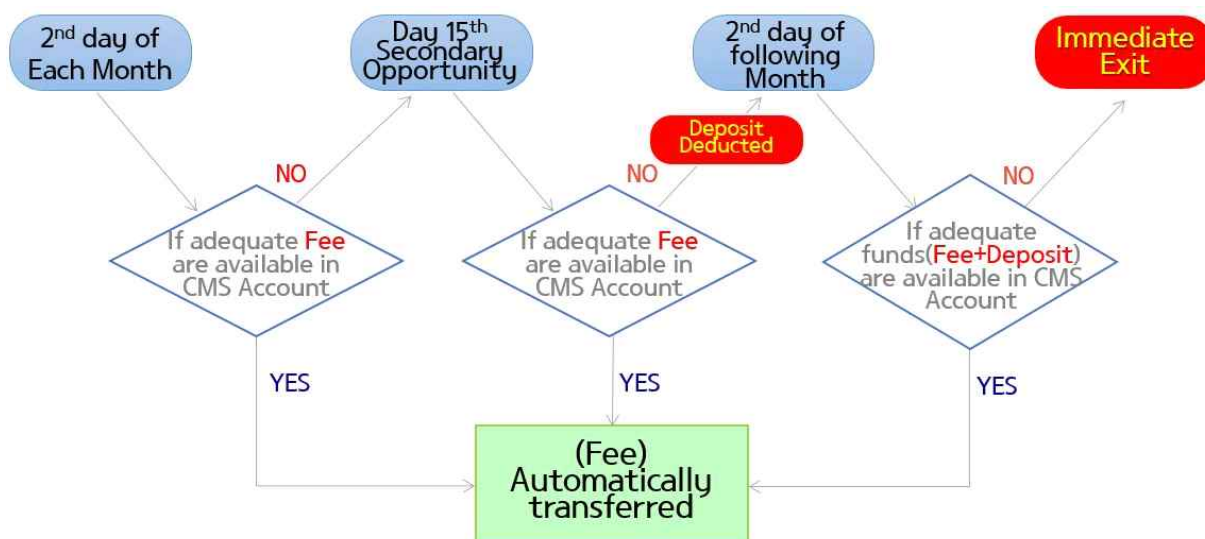 2nd day of
Each Month
Day 15th
Secondary
Opportunity
2nd day of
following
Month
Immediate
Exit
Deposit
Deducted
NO
NO
NO
If adequate Fee
are available in
CMS Account
If adequate Fee
are available in
CMS Account
If adequate
funds(Fee+Deposit)
are available in CMS
Account
YES
YES
YES
(Fee)
Automatically
transferred